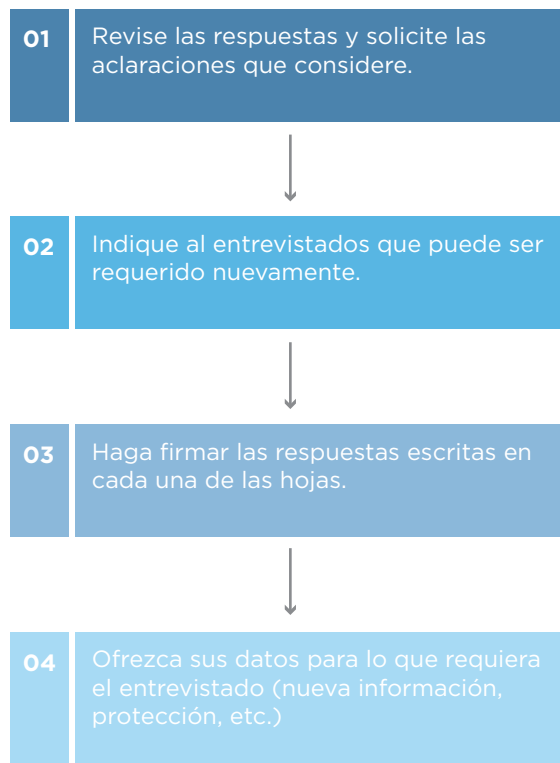 01
Revise las respuestas y solicite las
aclaraciones que considere.
02
Indique al entrevistados que puede ser
requerido nuevamente.
03
Haga firmar las respuestas escritas en
cada una de las hojas.
04
Ofrezca sus datos para lo que requiera
el entrevistado (nueva información,
protección, etc.)